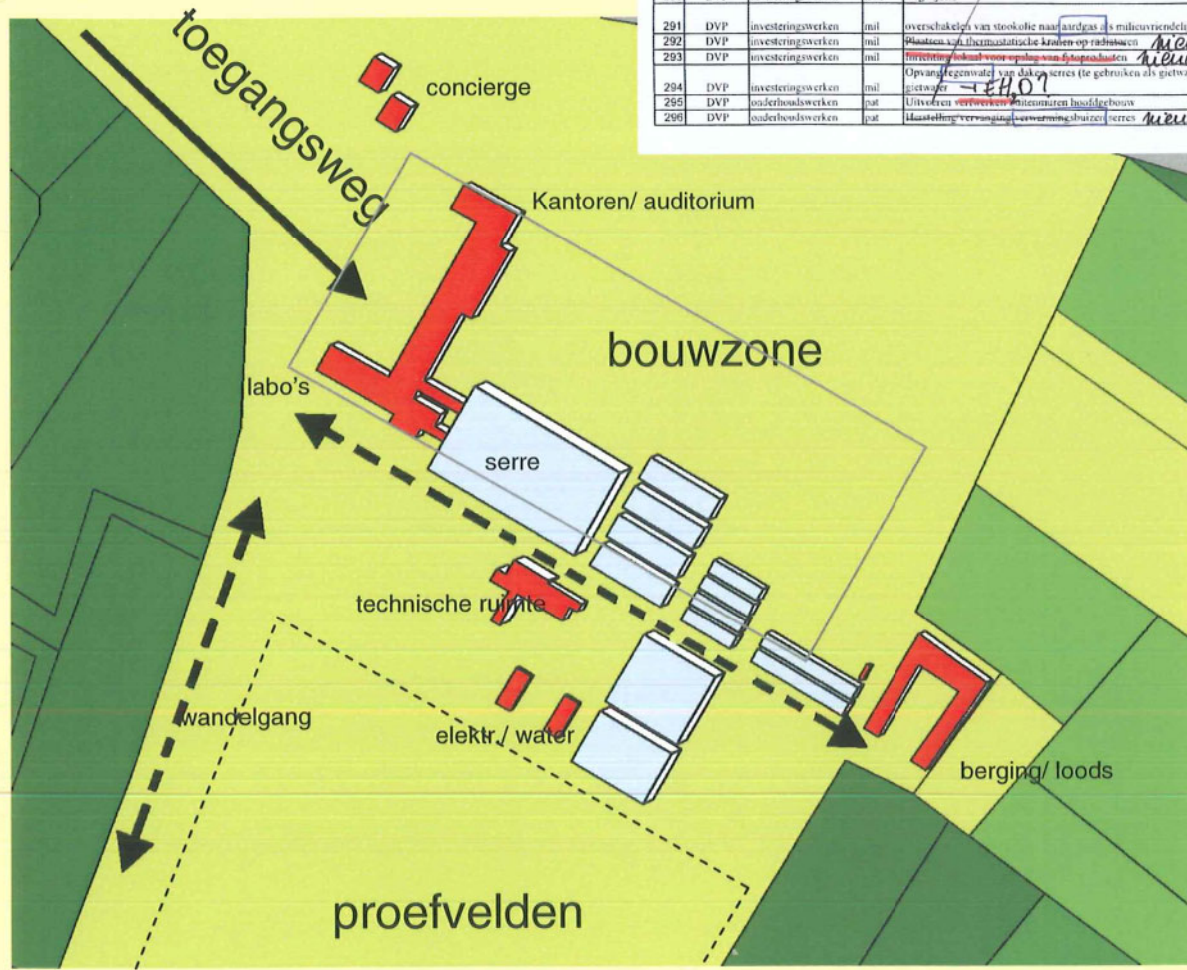 291 DVP investeringswerken mil overschakelen van stookolie naar aardgas als milieuvriendelij
292 DVP investeringswerken mil Plaatsen van thermostatische kranen op radiatoren
293 DVP investeringswerken mil Inrichting lokaal voor opslag van fytoproducten
Opvang regenwater van daken serres (te gebruiken als gietwa
294 DVP investeringswerken mil gietwater → EH2O?
295 DVP onderhoudswerken pat Uitvoeren verfwerken buitenmuren hoofdgebouw
296 DVP onderhoudswerken pat Herstelling/vervanging verwarmingsbuizen serres
toegangsweg
concierge
Kantoren/ auditorium
bouwzone
labo's
serre
technische ruimte
wandelgang
elektr./ water
berging/ loods
proefvelden